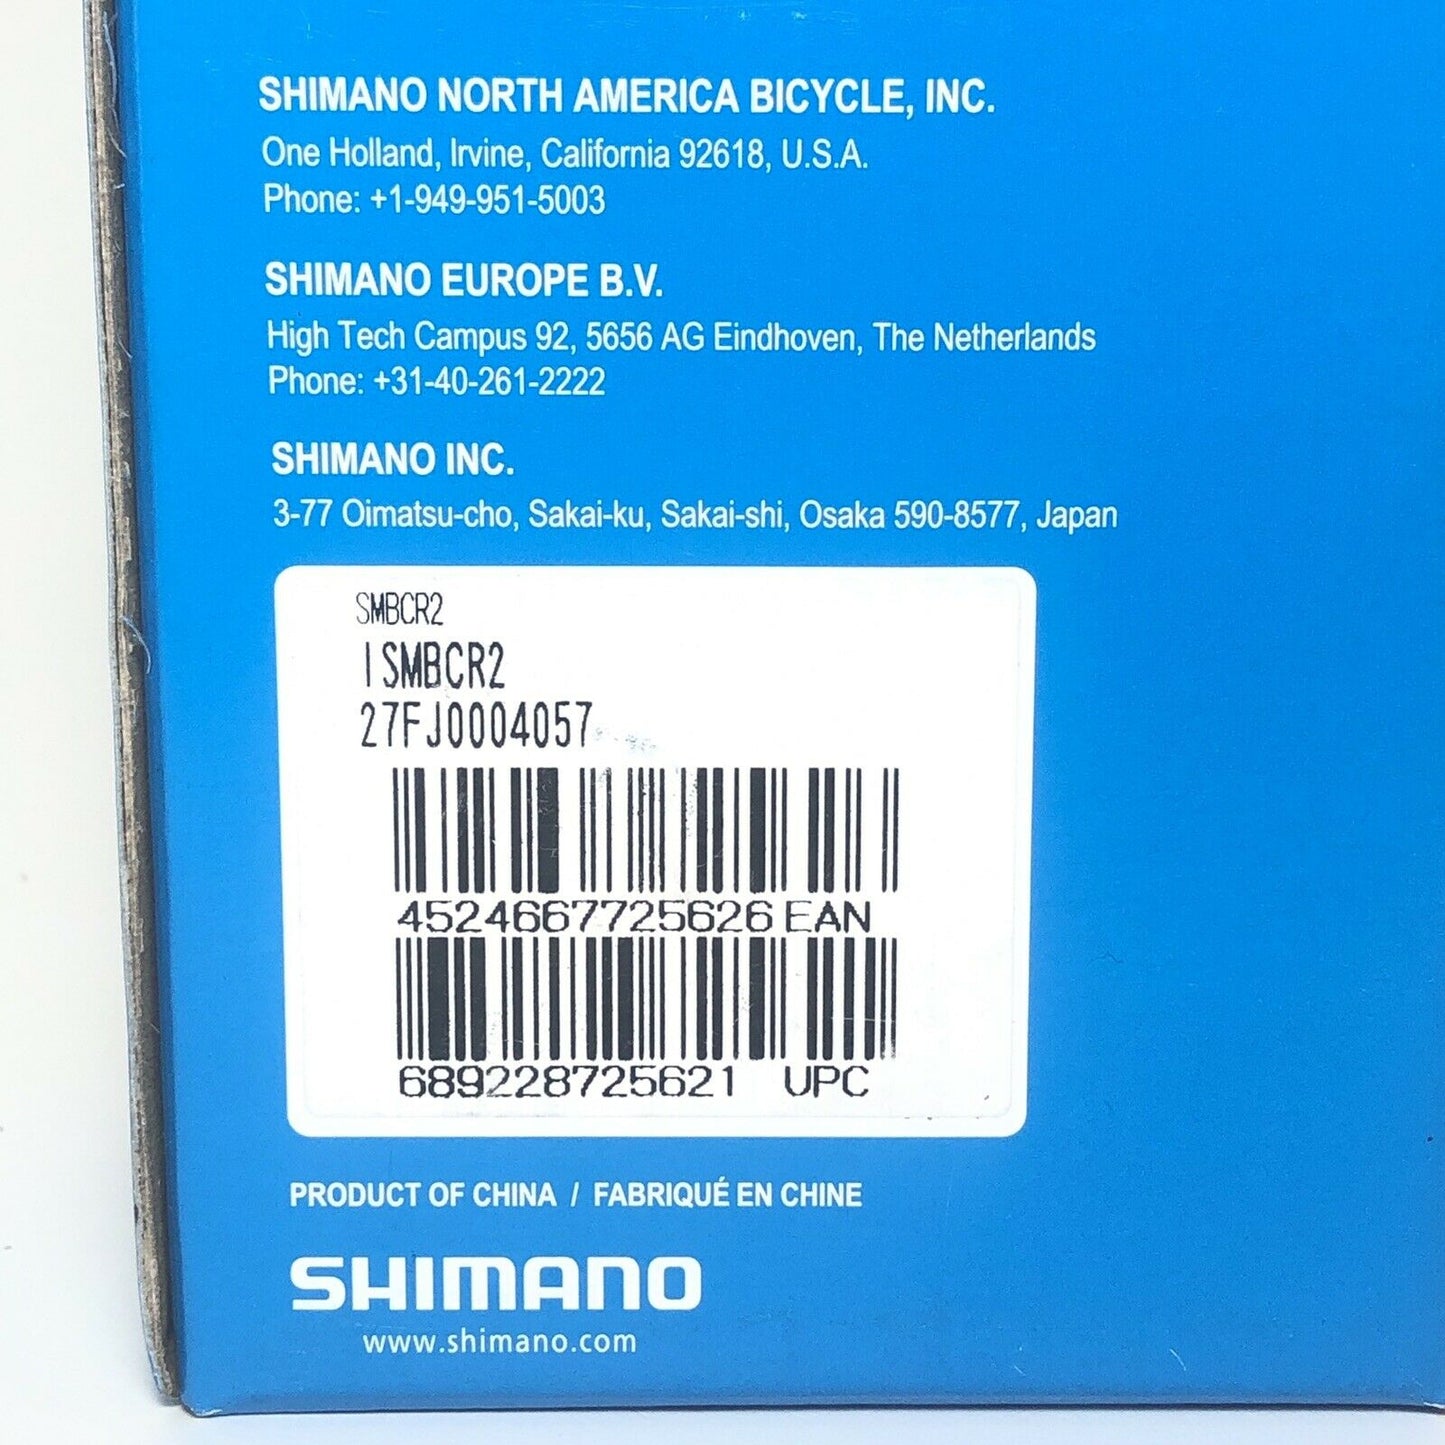 SHIMANO NORTH AMERICA BICYCLE, INC.
One Holland, Irvine, California 92618, U.S.A.
Phone: +1-949-951-5003
SHIMANO EUROPE B.V.
High Tech Campus 92, 5656 AG Eindhoven, The Netherlands
Phone: +31-40-261-2222
SHIMANO INC.
3-77 Oimatsu-cho, Sakai-ku, Sakai-shi, Osaka 590-8577, Japan
SMBCR2
ISMBCR2
27FJ0004057
4524667725626 EAN
689228725621 UPC
PRODUCT OF CHINA / FABRIQUÉ EN CHINE
SHIMANO
www.shimano.com